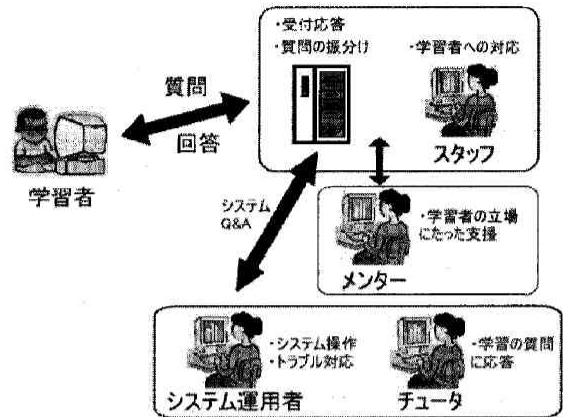 ・受付応答
・質問の振分け
・学習者への対応
スタッフ
質問
回答
学習者
システム
G&A
・学習者の立場
にたった支援
メンター
・システム操作
・トラブル対応
システム運用者
・学習の質問
に応答
チュータ